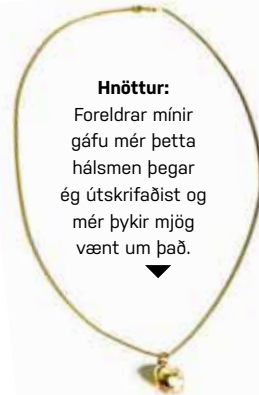 Hnöttur:
Foreldrar mínir
gáfu mér þetta
hálsmen þegar
ég útskrifaðist og
mér þykir mjög
vænt um það.